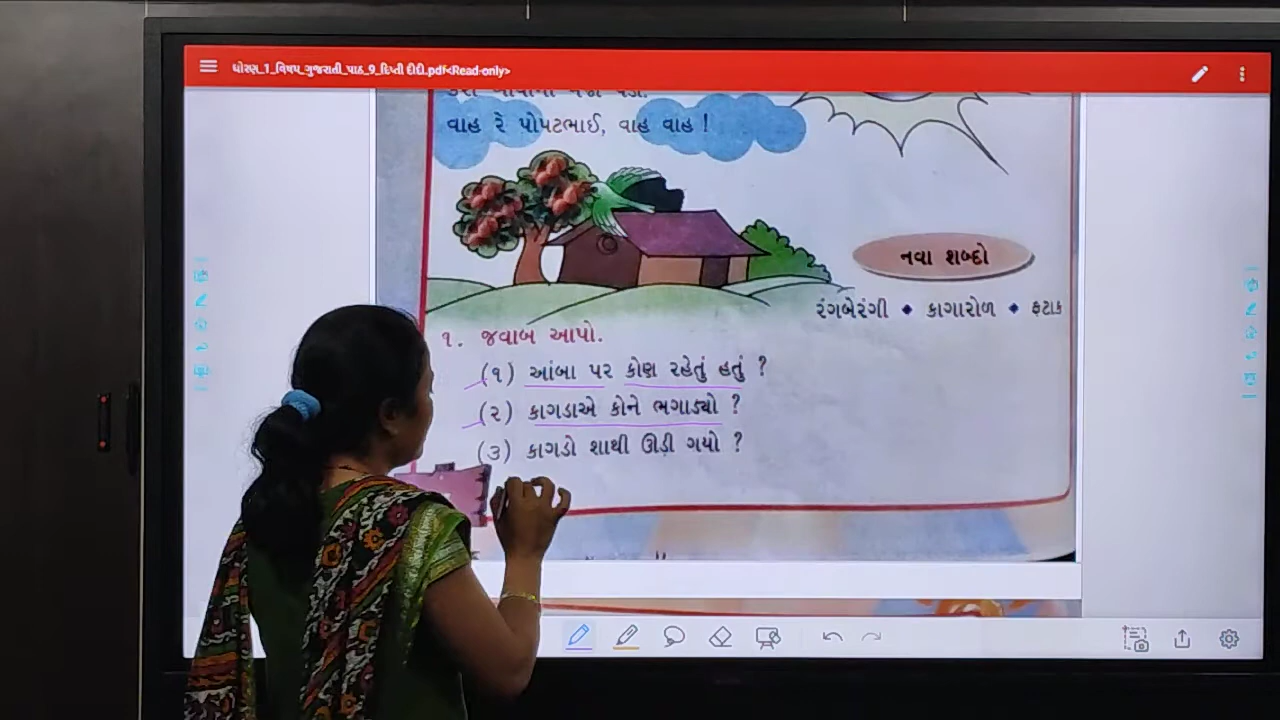 ધોરણ_1_વિષય_ગુજરાતી_પાઠ_9_દિપ્તી દીદી.pdf<Read-only>
વાહ રે પોપટભાઈ, વાહ વાહ !
નવા શબ્દો
રંગબેરંગી ◆ કાગારોળ ◆ ફટાક
૧. જવાબ આપો.
(૧) આંબા પર કોણ રહેતું હતું ?
(૨) કાગડાએ કોને ભગાડ્યો ?
(૩) કાગડો શાથી ઊડી ગયો ?